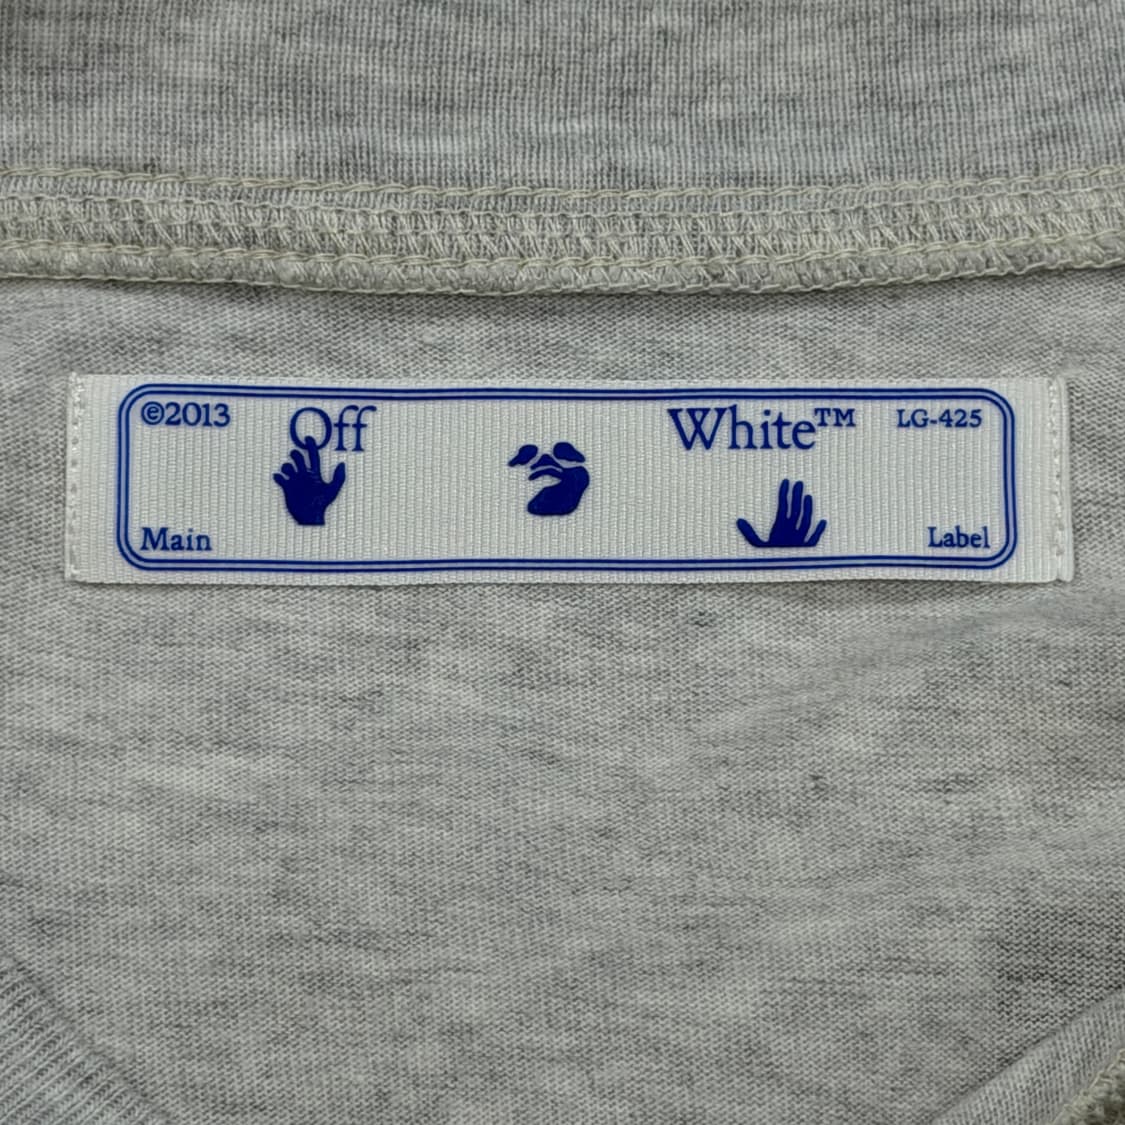 ©2013 Off White™ LG-425
Main Label